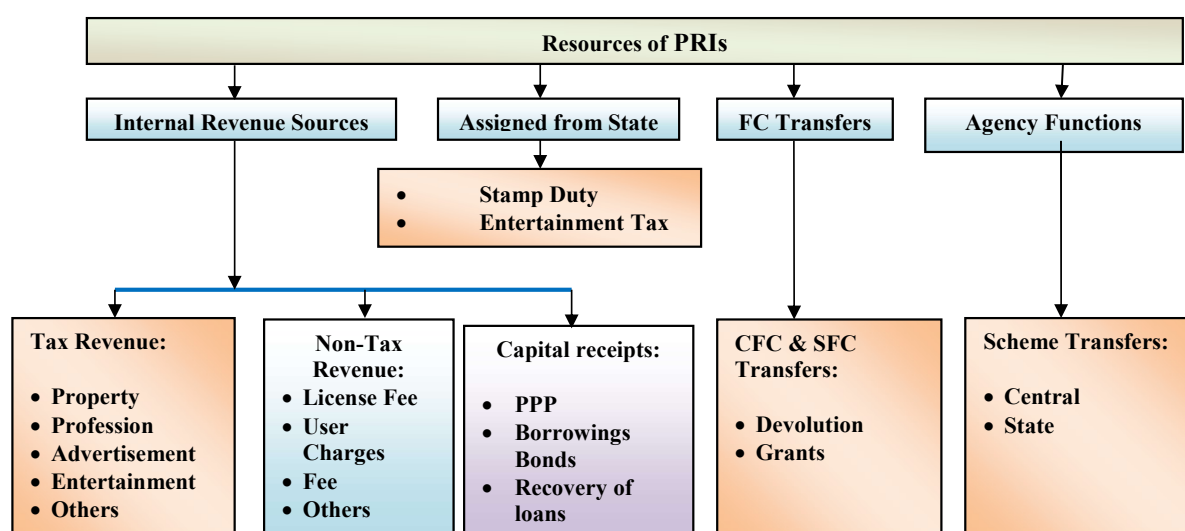 Resources of PRIs
Internal Revenue Sources
Assigned from State
FC Transfers
Agency Functions
• Stamp Duty
• Entertainment Tax
Tax Revenue:
• Property
• Profession
• Advertisement
• Entertainment
• Others
Non-Tax
Revenue:
• License Fee
• User
Charges
• Fee
• Others
Capital receipts:
• PPP
• Borrowings
Bonds
• Recovery of
loans
CFC & SFC
Transfers:
• Devolution
• Grants
Scheme Transfers:
• Central
• State